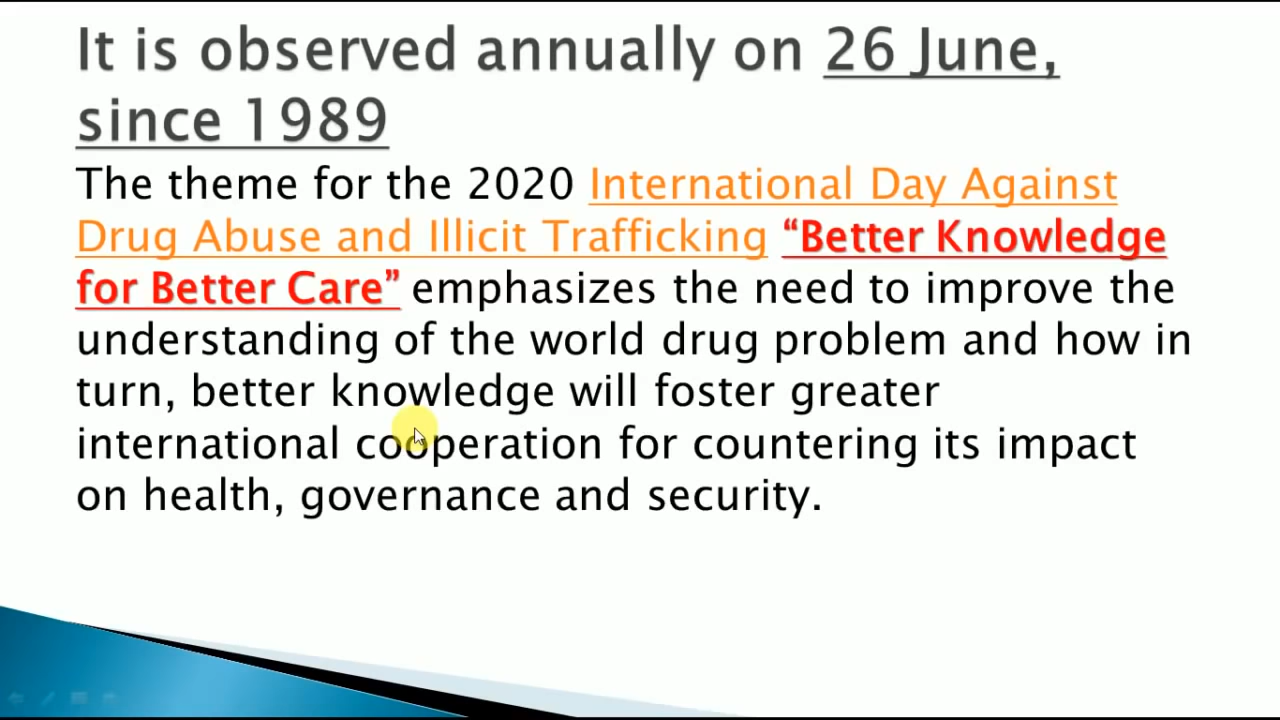 It is observed annually on 26 June,
since 1989
The theme for the 2020 International Day Against
Drug Abuse and Illicit Trafficking “Better Knowledge
for Better Care” emphasizes the need to improve the
understanding of the world drug problem and how in
turn, better knowledge will foster greater
international cooperation for countering its impact
on health, governance and security.